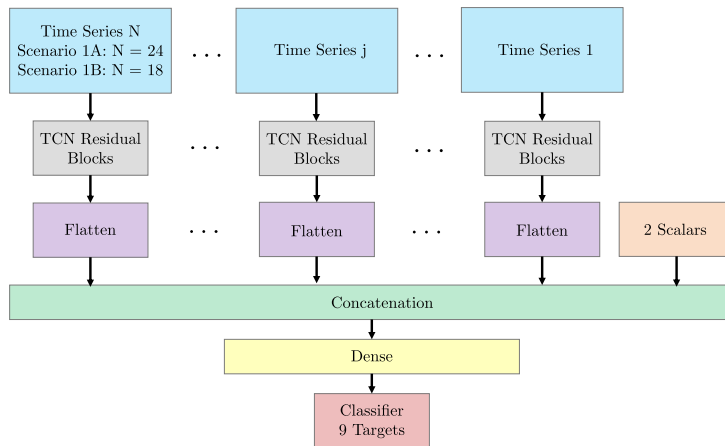 Time Series N
Scenario 1A: N = 24
Scenario 1B: N = 18
. . .
Time Series j
. . .
Time Series 1
TCN Residual
Blocks
. . .
TCN Residual
Blocks
. . .
TCN Residual
Blocks
Flatten
. . .
Flatten
. . .
Flatten
2 Scalars
Concatenation
Dense
Classifier
9 Targets